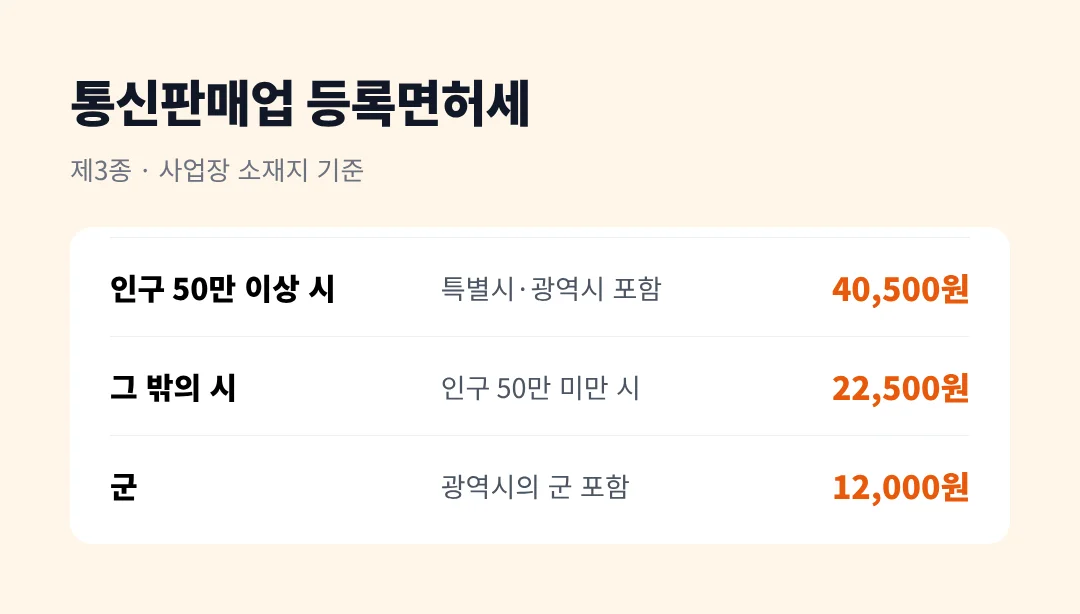 통신판매업 등록면허세
제3종 · 사업장 소재지 기준
인구 50만 이상 시 특별시·광역시 포함 40,500원
그 밖의 시 인구 50만 미만 시 22,500원
군 광역시의 군 포함 12,000원